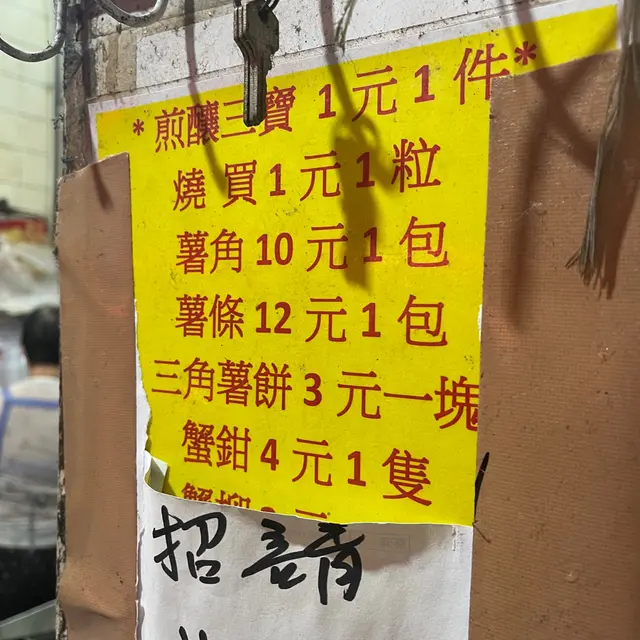 *煎釀三寶 1元1件*
燒買1元1粒
薯角10元1包
薯條12元1包
三角薯餅3元一塊
蟹鉗4元1隻
招請